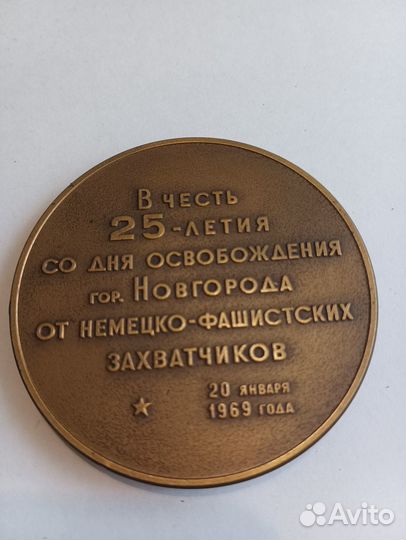 В ЧЕСТЬ
25-ЛЕТИЯ
СО ДНЯ ОСВОБОЖДЕНИЯ
ГОР. НОВГОРОДА
ОТ НЕМЕЦКО-ФАШИСТСКИХ
ЗАХВАТЧИКОВ
20 ЯНВАРЯ
1969 ГОДА
Avito